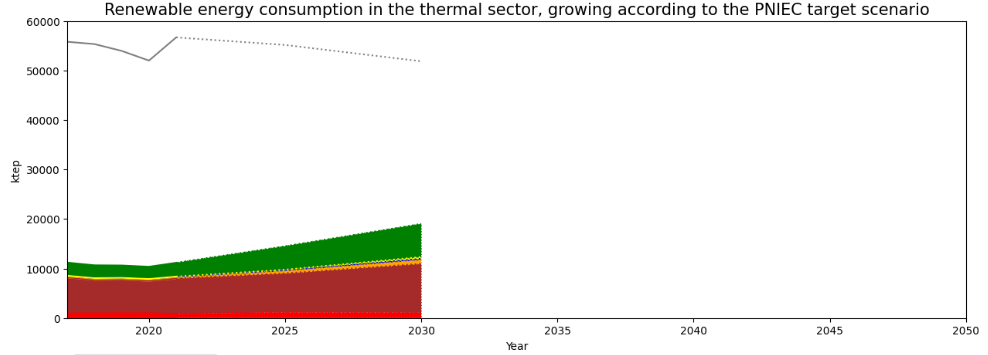 Renewable energy consumption in the thermal sector, growing according to the PNIEC target scenario
60000
50000
40000
30000
20000
10000
0
ktep
2020 2025 2030 2035 2040 2045 2050
Year